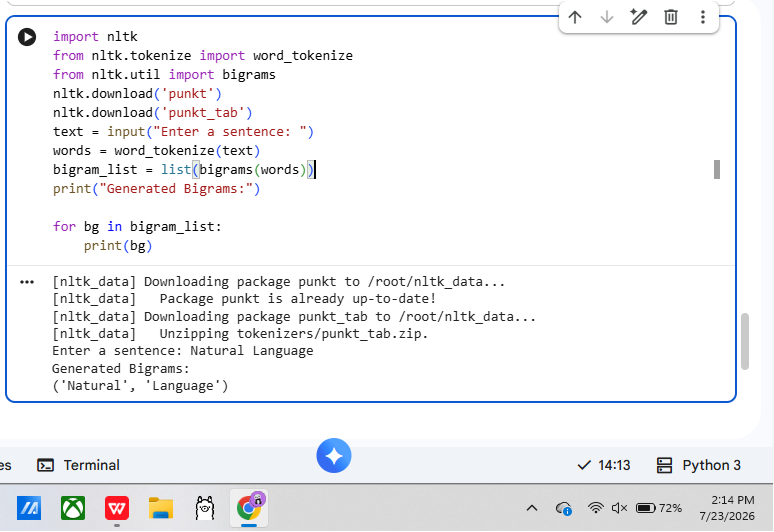 import nltk
from nltk.tokenize import word_tokenize
from nltk.util import bigrams
nltk.download('punkt')
nltk.download('punkt_tab')
text = input("Enter a sentence: ")
words = word_tokenize(text)
bigram_list = list(bigrams(words))
print("Generated Bigrams:")
for bg in bigram_list:
    print(bg)
[nltk_data] Downloading package punkt to /root/nltk_data...
[nltk_data]   Package punkt is already up-to-date!
[nltk_data] Downloading package punkt_tab to /root/nltk_data...
[nltk_data]   Unzipping tokenizers/punkt_tab.zip.
Enter a sentence: Natural Language
Generated Bigrams:
('Natural', 'Language')
es Terminal 14:13 Python 3
72% 2:14 PM
7/23/2026